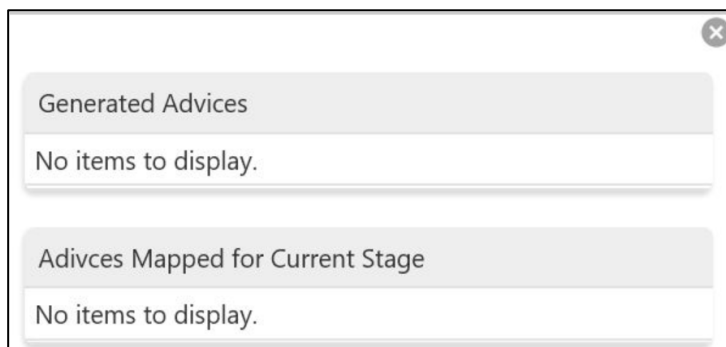 Generated Advices
No items to display.
Adivces Mapped for Current Stage
No items to display.